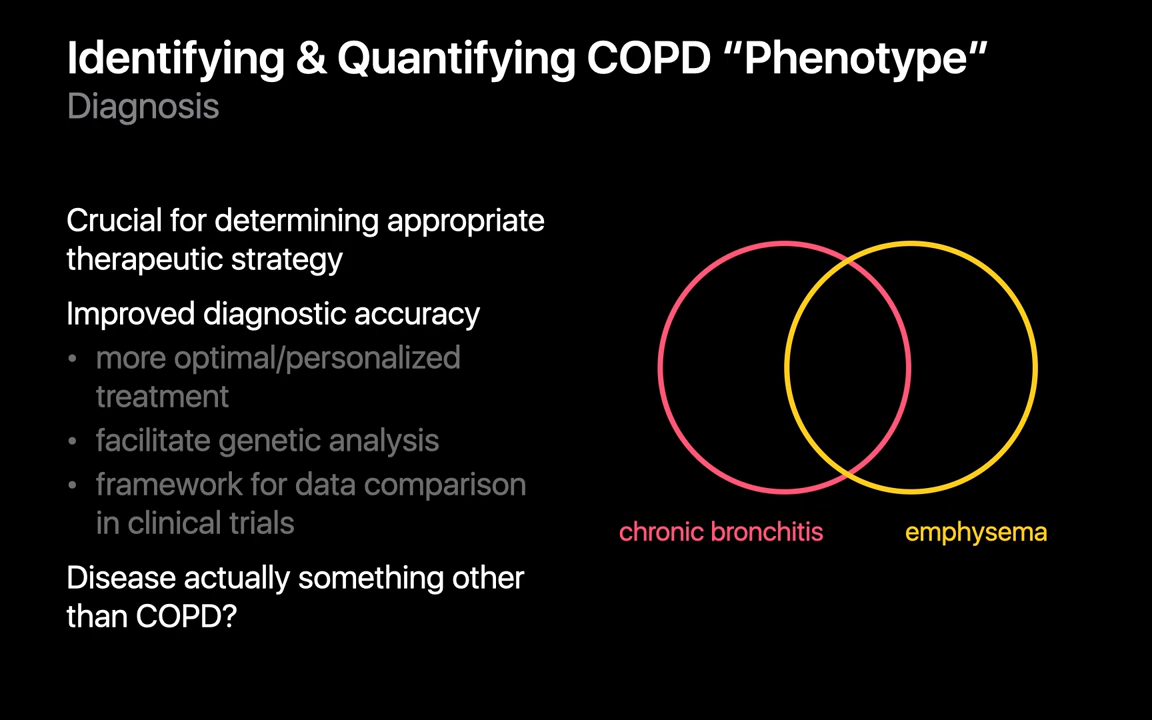 Identifying & Quantifying COPD “Phenotype”
Diagnosis
Crucial for determining appropriate
therapeutic strategy
Improved diagnostic accuracy
• more optimal/personalized
treatment
• facilitate genetic analysis
• framework for data comparison
in clinical trials
Disease actually something other
than COPD?
chronic bronchitis
emphysema